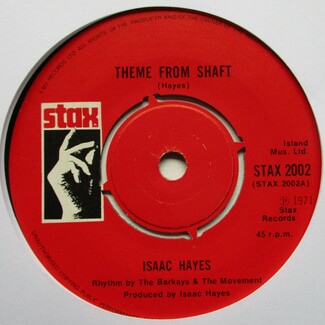 THEME FROM SHAFT
(Hayes)
stax
Island
Mus. Ltd.
STAX 2002
(STAX. 2002A)
℗ 1971
Stax
Records
45 r.p.m.
ISAAC HAYES
Rhythm by The Barkays & The Movement
Produced by Isaac Hayes